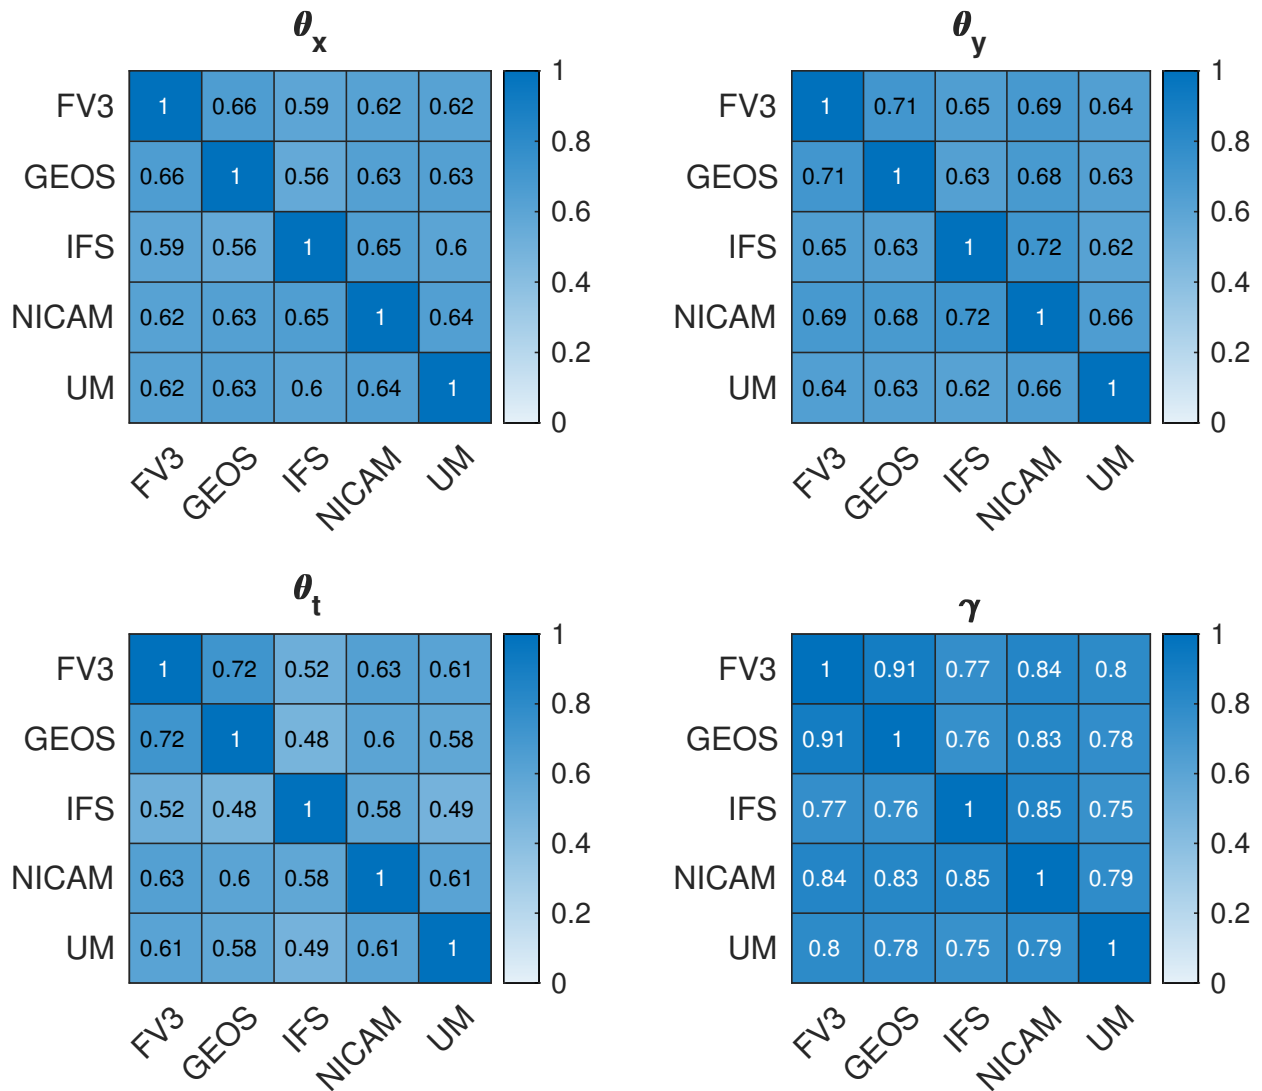 θx
FV3 1 0.66 0.59 0.62 0.62
GEOS 0.66 1 0.56 0.63 0.63
IFS 0.59 0.56 1 0.65 0.6
NICAM 0.62 0.63 0.65 1 0.64
UM 0.62 0.63 0.6 0.64 1
FV3 GEOS IFS NICAM UM
1
0.8
0.6
0.4
0.2
0
θy
FV3 1 0.71 0.65 0.69 0.64
GEOS 0.71 1 0.63 0.68 0.63
IFS 0.65 0.63 1 0.72 0.62
NICAM 0.69 0.68 0.72 1 0.66
UM 0.64 0.63 0.62 0.66 1
FV3 GEOS IFS NICAM UM
1
0.8
0.6
0.4
0.2
0
θt
FV3 1 0.72 0.52 0.63 0.61
GEOS 0.72 1 0.48 0.6 0.58
IFS 0.52 0.48 1 0.58 0.49
NICAM 0.63 0.6 0.58 1 0.61
UM 0.61 0.58 0.49 0.61 1
FV3 GEOS IFS NICAM UM
1
0.8
0.6
0.4
0.2
0
γ
FV3 1 0.91 0.77 0.84 0.8
GEOS 0.91 1 0.76 0.83 0.78
IFS 0.77 0.76 1 0.85 0.75
NICAM 0.84 0.83 0.85 1 0.79
UM 0.8 0.78 0.75 0.79 1
FV3 GEOS IFS NICAM UM
1
0.8
0.6
0.4
0.2
0